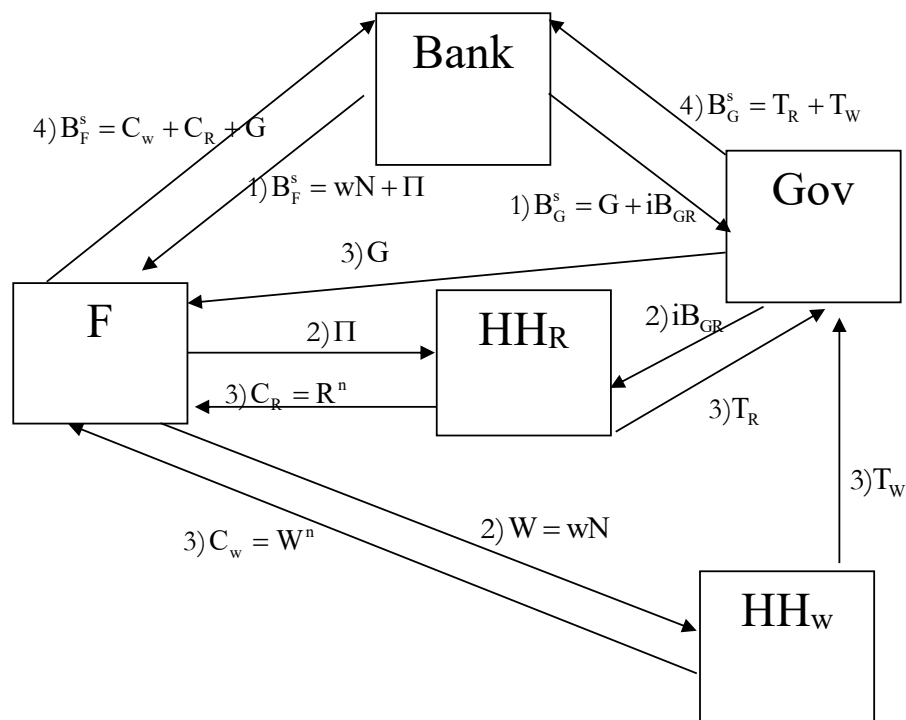 Bank
4) B_F^s = C_w + C_R + G
4) B_G^s = T_R + T_W
1) B_F^s = wN + Π
1) B_G^s = G + iB_GR
Gov
3) G
F
2) Π
HH_R
2) iB_GR
3) C_R = R^n
3) T_R
3) C_w = W^n
2) W = wN
3) T_W
HH_w